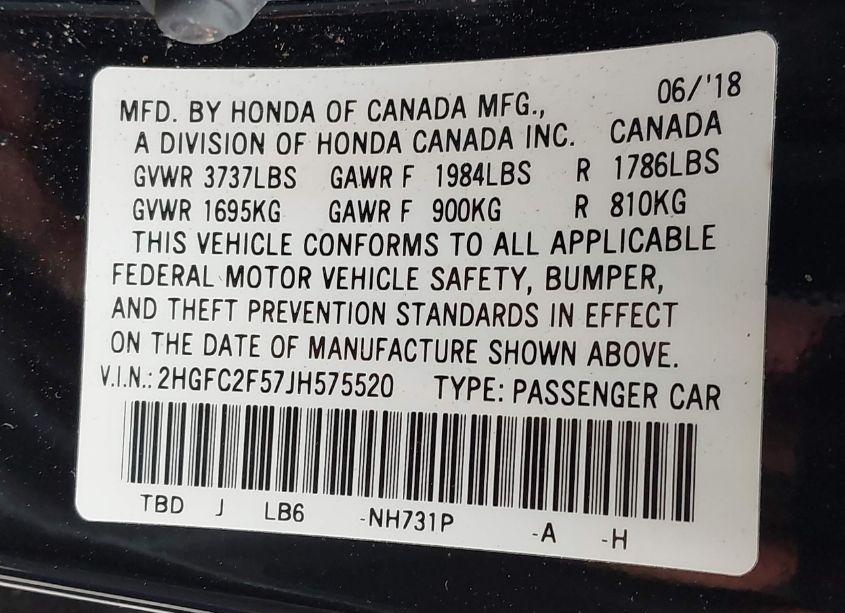 06/'18
MFD. BY HONDA OF CANADA MFG.,
A DIVISION OF HONDA CANADA INC. CANADA
GVWR 3737LBS GAWR F 1984LBS R 1786LBS
GVWR 1695KG GAWR F 900KG R 810KG
THIS VEHICLE CONFORMS TO ALL APPLICABLE
FEDERAL MOTOR VEHICLE SAFETY, BUMPER,
AND THEFT PREVENTION STANDARDS IN EFFECT
ON THE DATE OF MANUFACTURE SHOWN ABOVE.
V.I.N.: 2HGFC2F57JH575520 TYPE: PASSENGER CAR
TBD J LB6 -NH731P -A -H